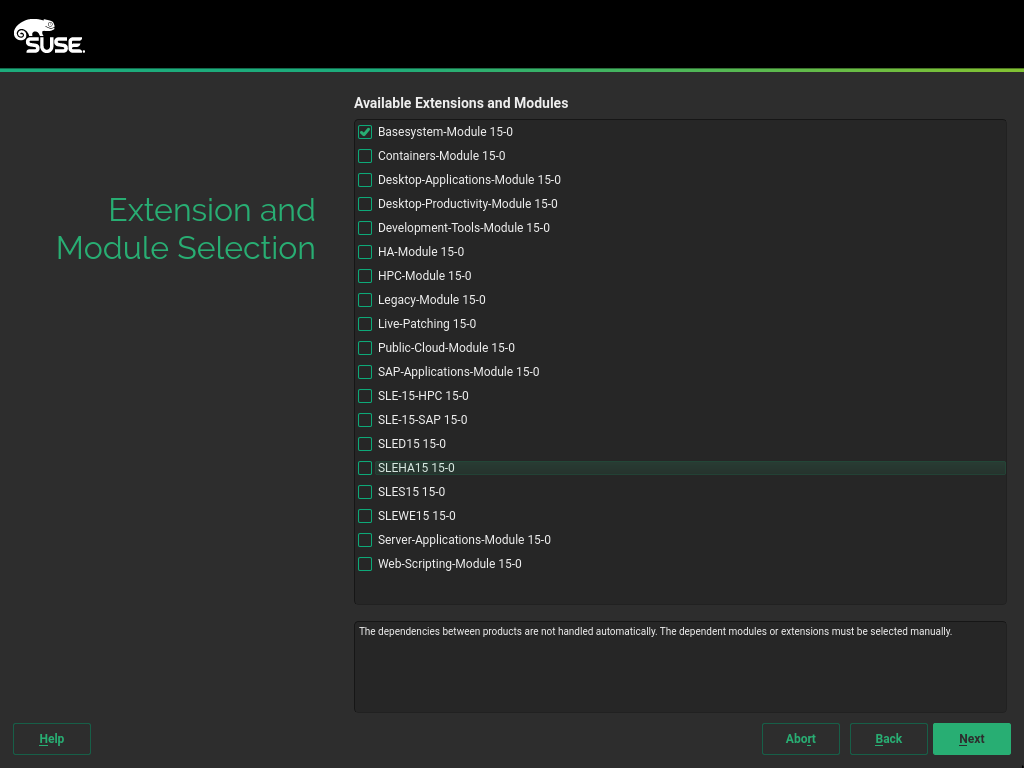 SUSE.
Extension and
Module Selection
Available Extensions and Modules
Basesystem-Module 15-0
Containers-Module 15-0
Desktop-Applications-Module 15-0
Desktop-Productivity-Module 15-0
Development-Tools-Module 15-0
HA-Module 15-0
HPC-Module 15-0
Legacy-Module 15-0
Live-Patching 15-0
Public-Cloud-Module 15-0
SAP-Applications-Module 15-0
SLE-15-HPC 15-0
SLE-15-SAP 15-0
SLED15 15-0
SLEHA15 15-0
SLES15 15-0
SLEWE15 15-0
Server-Applications-Module 15-0
Web-Scripting-Module 15-0
The dependencies between products are not handled automatically. The dependent modules or extensions must be selected manually.
Help
Abort
Back
Next